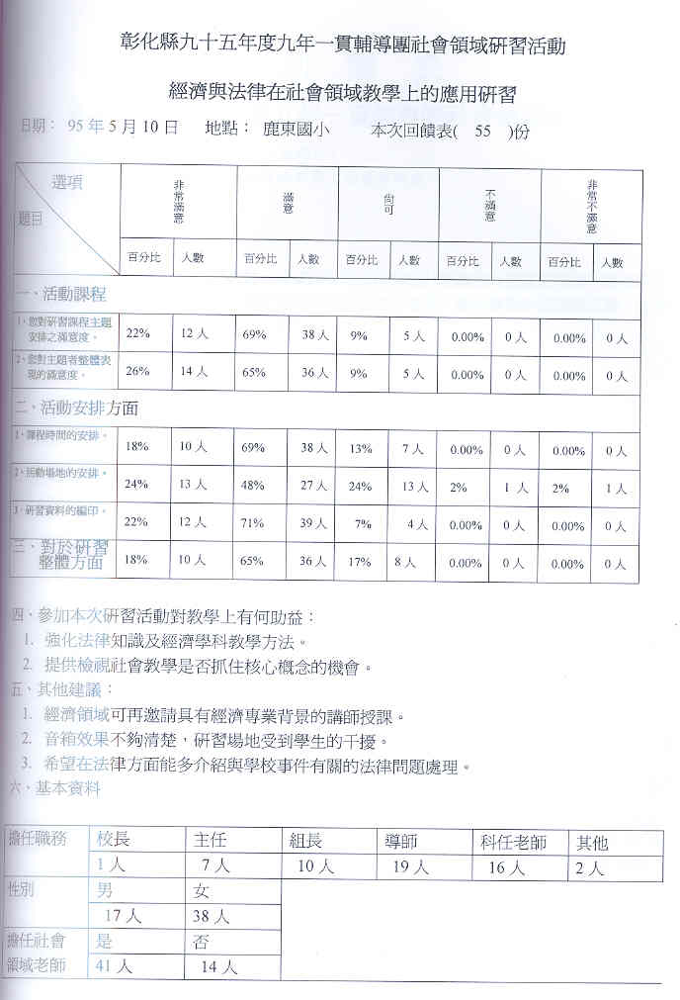 彰化縣九十五年度九年一貫輔導團社會領域研習活動
經濟與法律在社會領域教學上的應用研習
日期： 95 年 5 月 10 日 地點： 鹿東國小 本次回饋表( 55 )份
選項 題目 非常滿意 滿意 尚可 不滿意 非常不滿意
百分比 人數 百分比 人數 百分比 人數 百分比 人數 百分比 人數
一、活動課程
1、您對研習課程主題安排之滿意度。 22% 12 人 69% 38 人 9% 5 人 0.00% 0 人 0.00% 0 人
2、您對主題者整體表現的滿意度。 26% 14 人 65% 36 人 9% 5 人 0.00% 0 人 0.00% 0 人
二、活動安排方面
1、課程時間的安排。 18% 10 人 69% 38 人 13% 7 人 0.00% 0 人 0.00% 0 人
2、活動場地的安排。 24% 13 人 48% 27 人 24% 13 人 2% 1 人 2% 1 人
3、研習資料的編印。 22% 12 人 71% 39 人 7% 4 人 0.00% 0 人 0.00% 0 人
三、對於研習整體方面 18% 10 人 65% 36 人 17% 8 人 0.00% 0 人 0.00% 0 人
四、參加本次研習活動對教學上有何助益：
1. 強化法律知識及經濟學科教學方法。
2. 提供檢視社會教學是否抓住核心概念的機會。
五、其他建議：
1. 經濟領域可再邀請具有經濟專業背景的講師授課。
2. 音箱效果不夠清楚，研習場地受到學生的干擾。
3. 希望在法律方面能多介紹與學校事件有關的法律問題處理。
六、基本資料
擔任職務 校長 主任 組長 導師 科任老師 其他
1 人 7 人 10 人 19 人 16 人 2 人
性別 男 女
17 人 38 人
擔任社會 是 否
領域老師 41 人 14 人